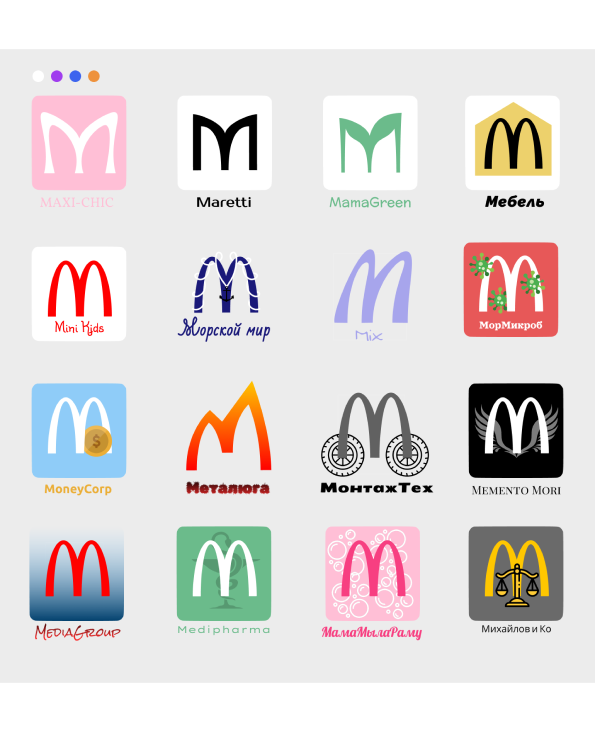 MAXI-CHIC
Maretti
MamaGreen
Мебель
Mini Kids
Морской мир
Mix
МорМикроб
$
MoneyCorp
Металюга
МонтажТех
Memento Mori
MediaGroup
Medipharma
МамаМылаРаму
Михайлов и Ко